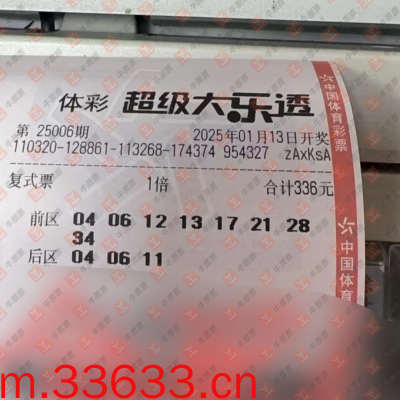 体彩 超级大乐透
第 25006期 2025年01月13日开奖
110320-128861-113268-174374 954327 zAxKsA
复式票 1倍 合计336元
前区 04 06 12 13 17 21 28
34
后区 04 06 11
中国体育彩票
中国体育
m.33633.cn